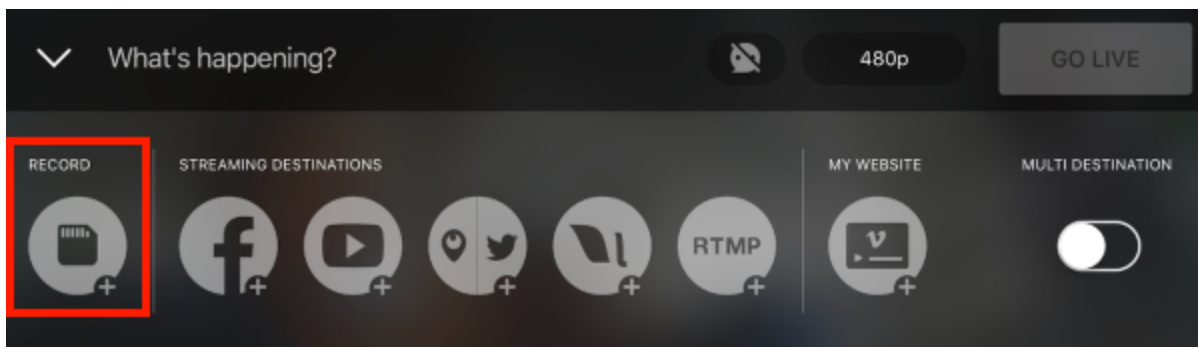 What's happening?
480p
GO LIVE
RECORD
STREAMING DESTINATIONS
MY WEBSITE
MULTI DESTINATION
RTMP